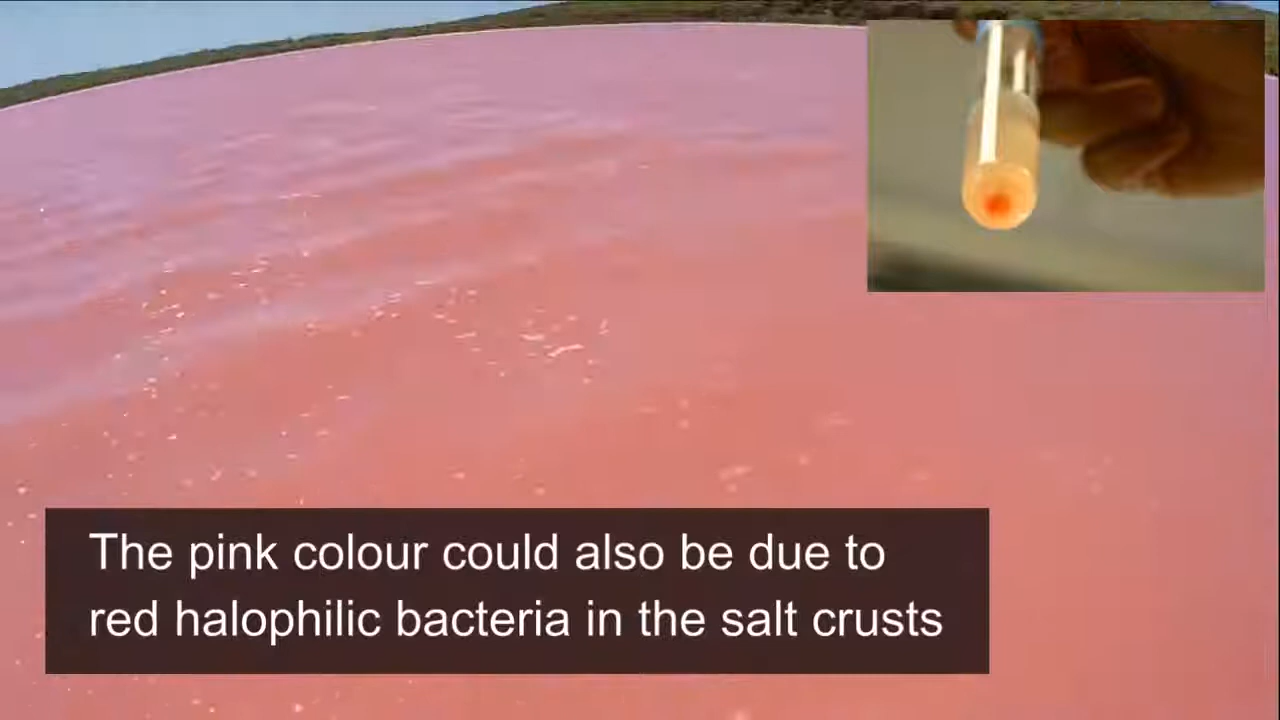 The pink colour could also be due to
red halophilic bacteria in the salt crusts